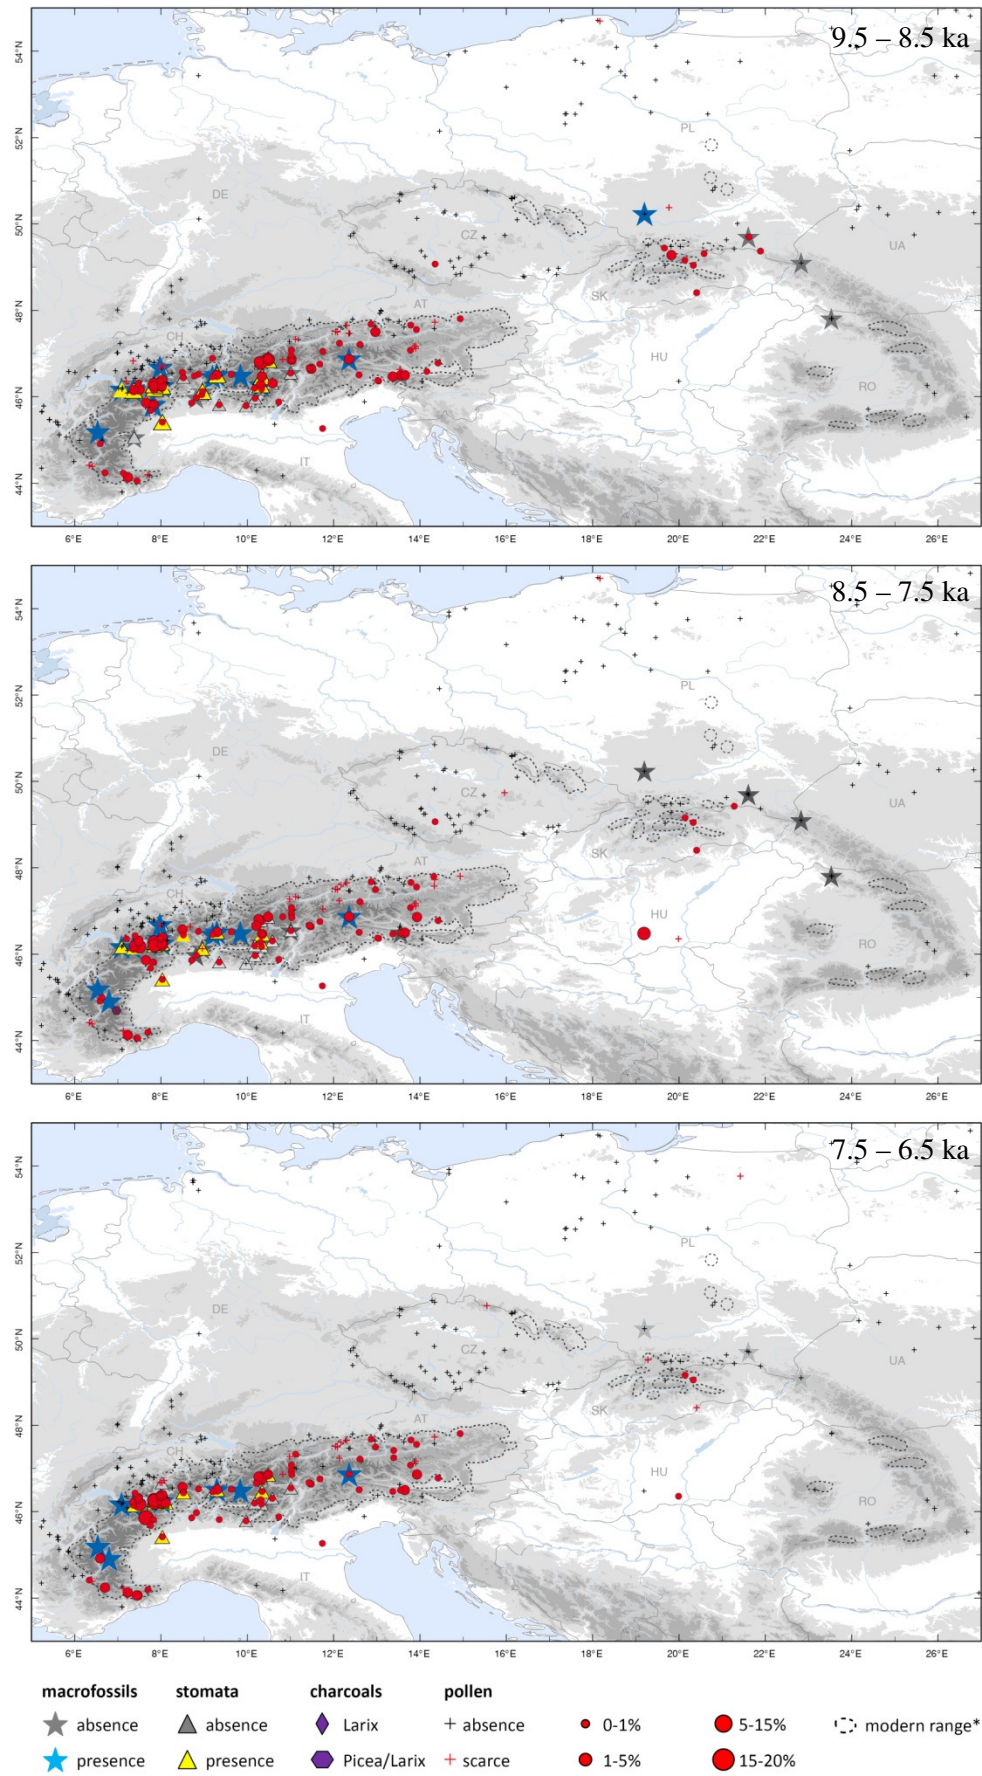 9.5 – 8.5 ka
54°N
52°N
50°N
48°N
46°N
44°N
PL
DE
CZ
UA
SK
AT
CH
HU
RO
IT
6°E 8°E 10°E 12°E 14°E 16°E 18°E 20°E 22°E 24°E 26°E
8.5 – 7.5 ka
54°N
52°N
50°N
48°N
46°N
44°N
PL
DE
CZ
UA
SK
AT
CH
HU
RO
IT
6°E 8°E 10°E 12°E 14°E 16°E 18°E 20°E 22°E 24°E 26°E
7.5 – 6.5 ka
54°N
52°N
50°N
48°N
46°N
44°N
PL
DE
CZ
UA
SK
AT
CH
HU
RO
IT
6°E 8°E 10°E 12°E 14°E 16°E 18°E 20°E 22°E 24°E 26°E
macrofossils stomata charcoals pollen
absence absence Larix absence 0-1% 5-15% modern range*
presence presence Picea/Larix scarce 1-5% 15-20%